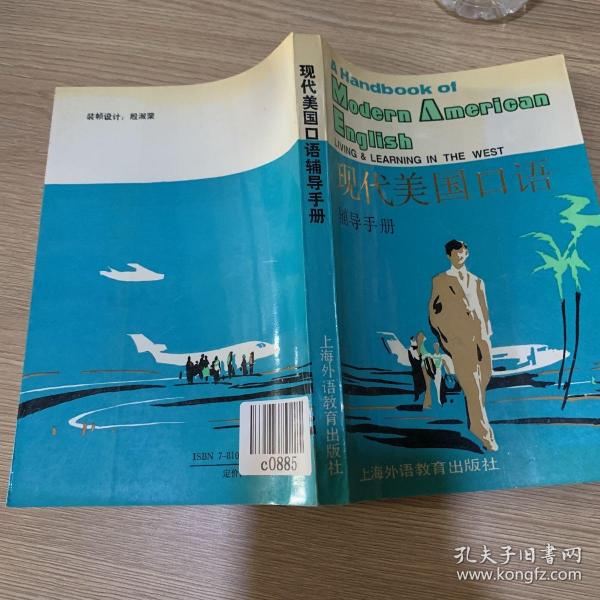 A Handbook of
Modern American
English
LIVING & LEARNING IN THE WEST
现代美国口语
辅导手册
上海外语教育出版社
现代美国口语辅导手册
上海外语教育出版社
装帧设计：殷淑荣
ISBN 7-810
定价
c0885
孔夫子旧书网
www.kongfz.com